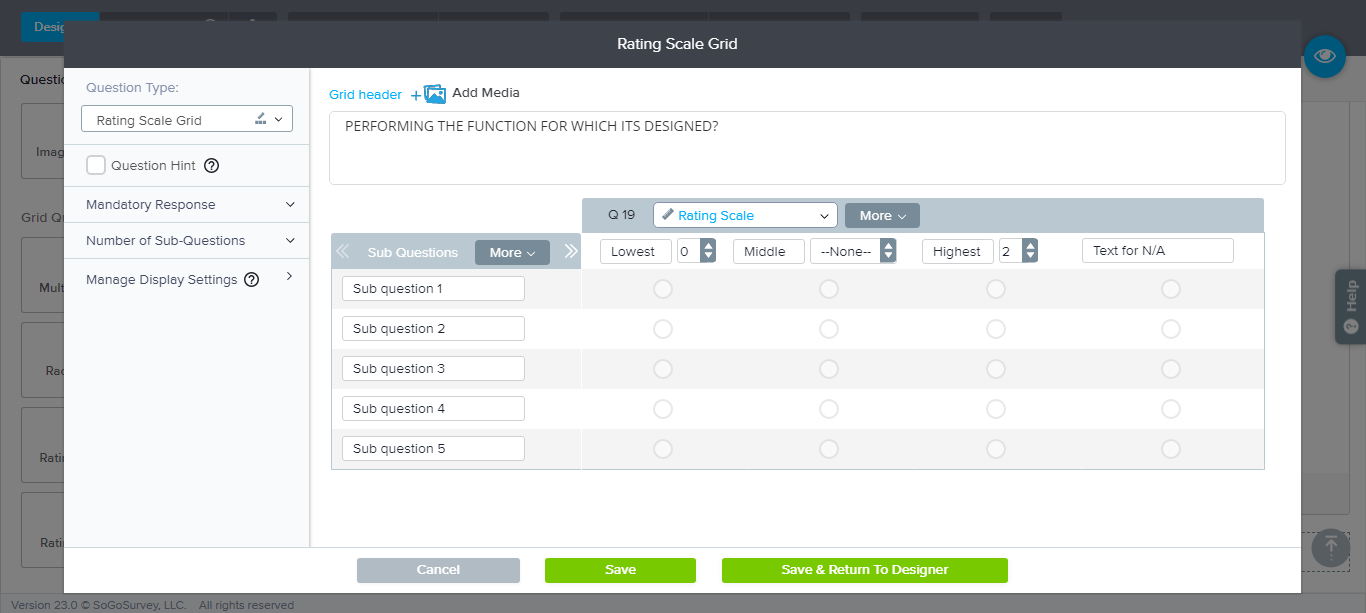 Desig
Rating Scale Grid
Questic
Question Type:
Rating Scale Grid
Question Hint
Mandatory Response
Number of Sub-Questions
Manage Display Settings
Imag
Grid Qu
Mult
Rac
Rati
Rati
Grid header + Add Media
PERFORMING THE FUNCTION FOR WHICH ITS DESIGNED?
Q 19 Rating Scale More
Sub Questions More Lowest 0 Middle --None-- Highest 2 Text for N/A
Sub question 1
Sub question 2
Sub question 3
Sub question 4
Sub question 5
Help
Cancel Save Save & Return To Designer
Version 23.0 © SoGoSurvey, LLC. All rights reserved